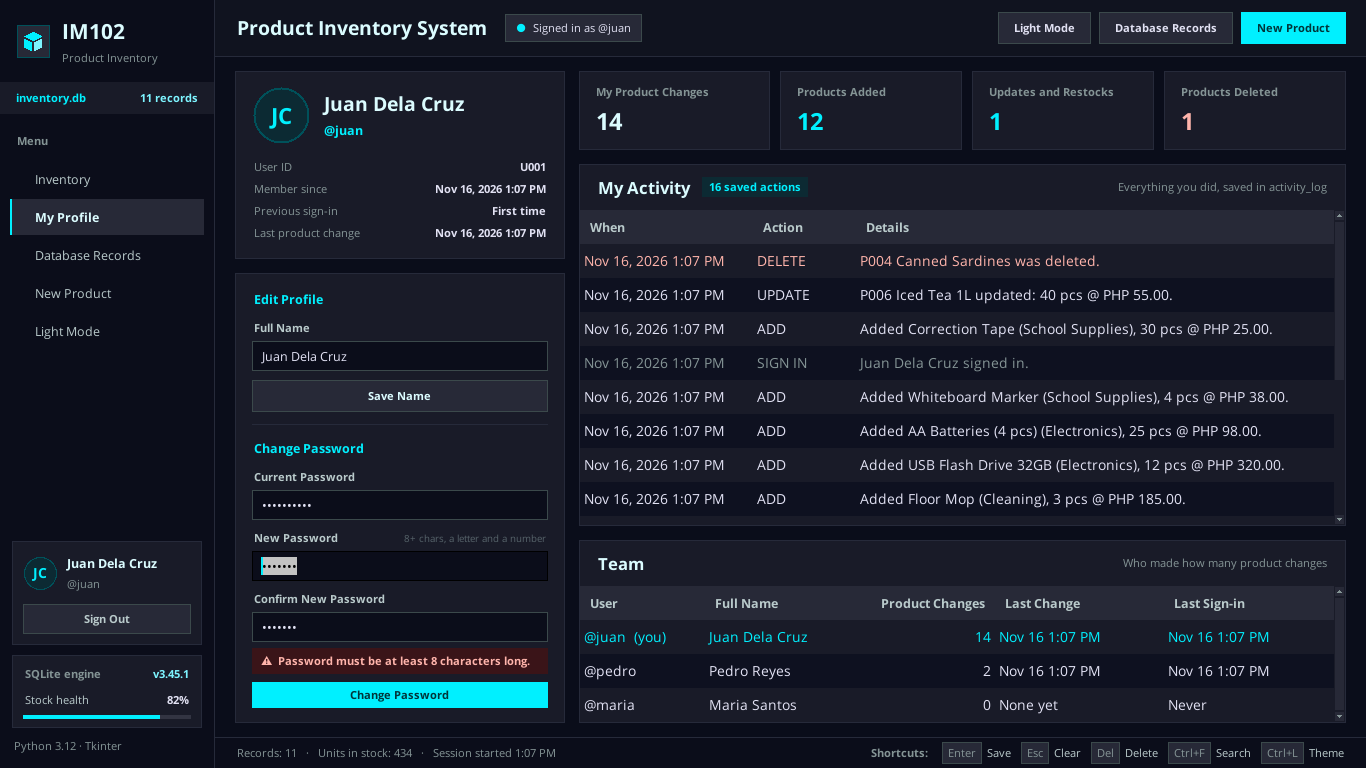 IM102
Product Inventory
inventory.db 11 records
Menu
Inventory
My Profile
Database Records
New Product
Light Mode
JC Juan Dela Cruz
@juan
Sign Out
SQLite engine v3.45.1
Stock health 82%
Python 3.12 · Tkinter
Product Inventory System
Signed in as @juan
Light Mode
Database Records
New Product
JC Juan Dela Cruz
@juan
User ID U001
Member since Nov 16, 2026 1:07 PM
Previous sign-in First time
Last product change Nov 16, 2026 1:07 PM
Edit Profile
Full Name
Juan Dela Cruz
Save Name
Change Password
Current Password
••••••••••
New Password 8+ chars, a letter and a number
•••••••
Confirm New Password
•••••••
⚠ Password must be at least 8 characters long.
Change Password
My Product Changes
14
Products Added
12
Updates and Restocks
1
Products Deleted
1
My Activity 16 saved actions Everything you did, saved in activity_log
When Action Details
Nov 16, 2026 1:07 PM DELETE P004 Canned Sardines was deleted.
Nov 16, 2026 1:07 PM UPDATE P006 Iced Tea 1L updated: 40 pcs @ PHP 55.00.
Nov 16, 2026 1:07 PM ADD Added Correction Tape (School Supplies), 30 pcs @ PHP 25.00.
Nov 16, 2026 1:07 PM SIGN IN Juan Dela Cruz signed in.
Nov 16, 2026 1:07 PM ADD Added Whiteboard Marker (School Supplies), 4 pcs @ PHP 38.00.
Nov 16, 2026 1:07 PM ADD Added AA Batteries (4 pcs) (Electronics), 25 pcs @ PHP 98.00.
Nov 16, 2026 1:07 PM ADD Added USB Flash Drive 32GB (Electronics), 12 pcs @ PHP 320.00.
Nov 16, 2026 1:07 PM ADD Added Floor Mop (Cleaning), 3 pcs @ PHP 185.00.
Team Who made how many product changes
User Full Name Product Changes Last Change Last Sign-in
@juan (you) Juan Dela Cruz 14 Nov 16 1:07 PM Nov 16 1:07 PM
@pedro Pedro Reyes 2 Nov 16 1:07 PM Nov 16 1:07 PM
@maria Maria Santos 0 None yet Never
Records: 11 · Units in stock: 434 · Session started 1:07 PM
Shortcuts: Enter Save Esc Clear Del Delete Ctrl+F Search Ctrl+L Theme